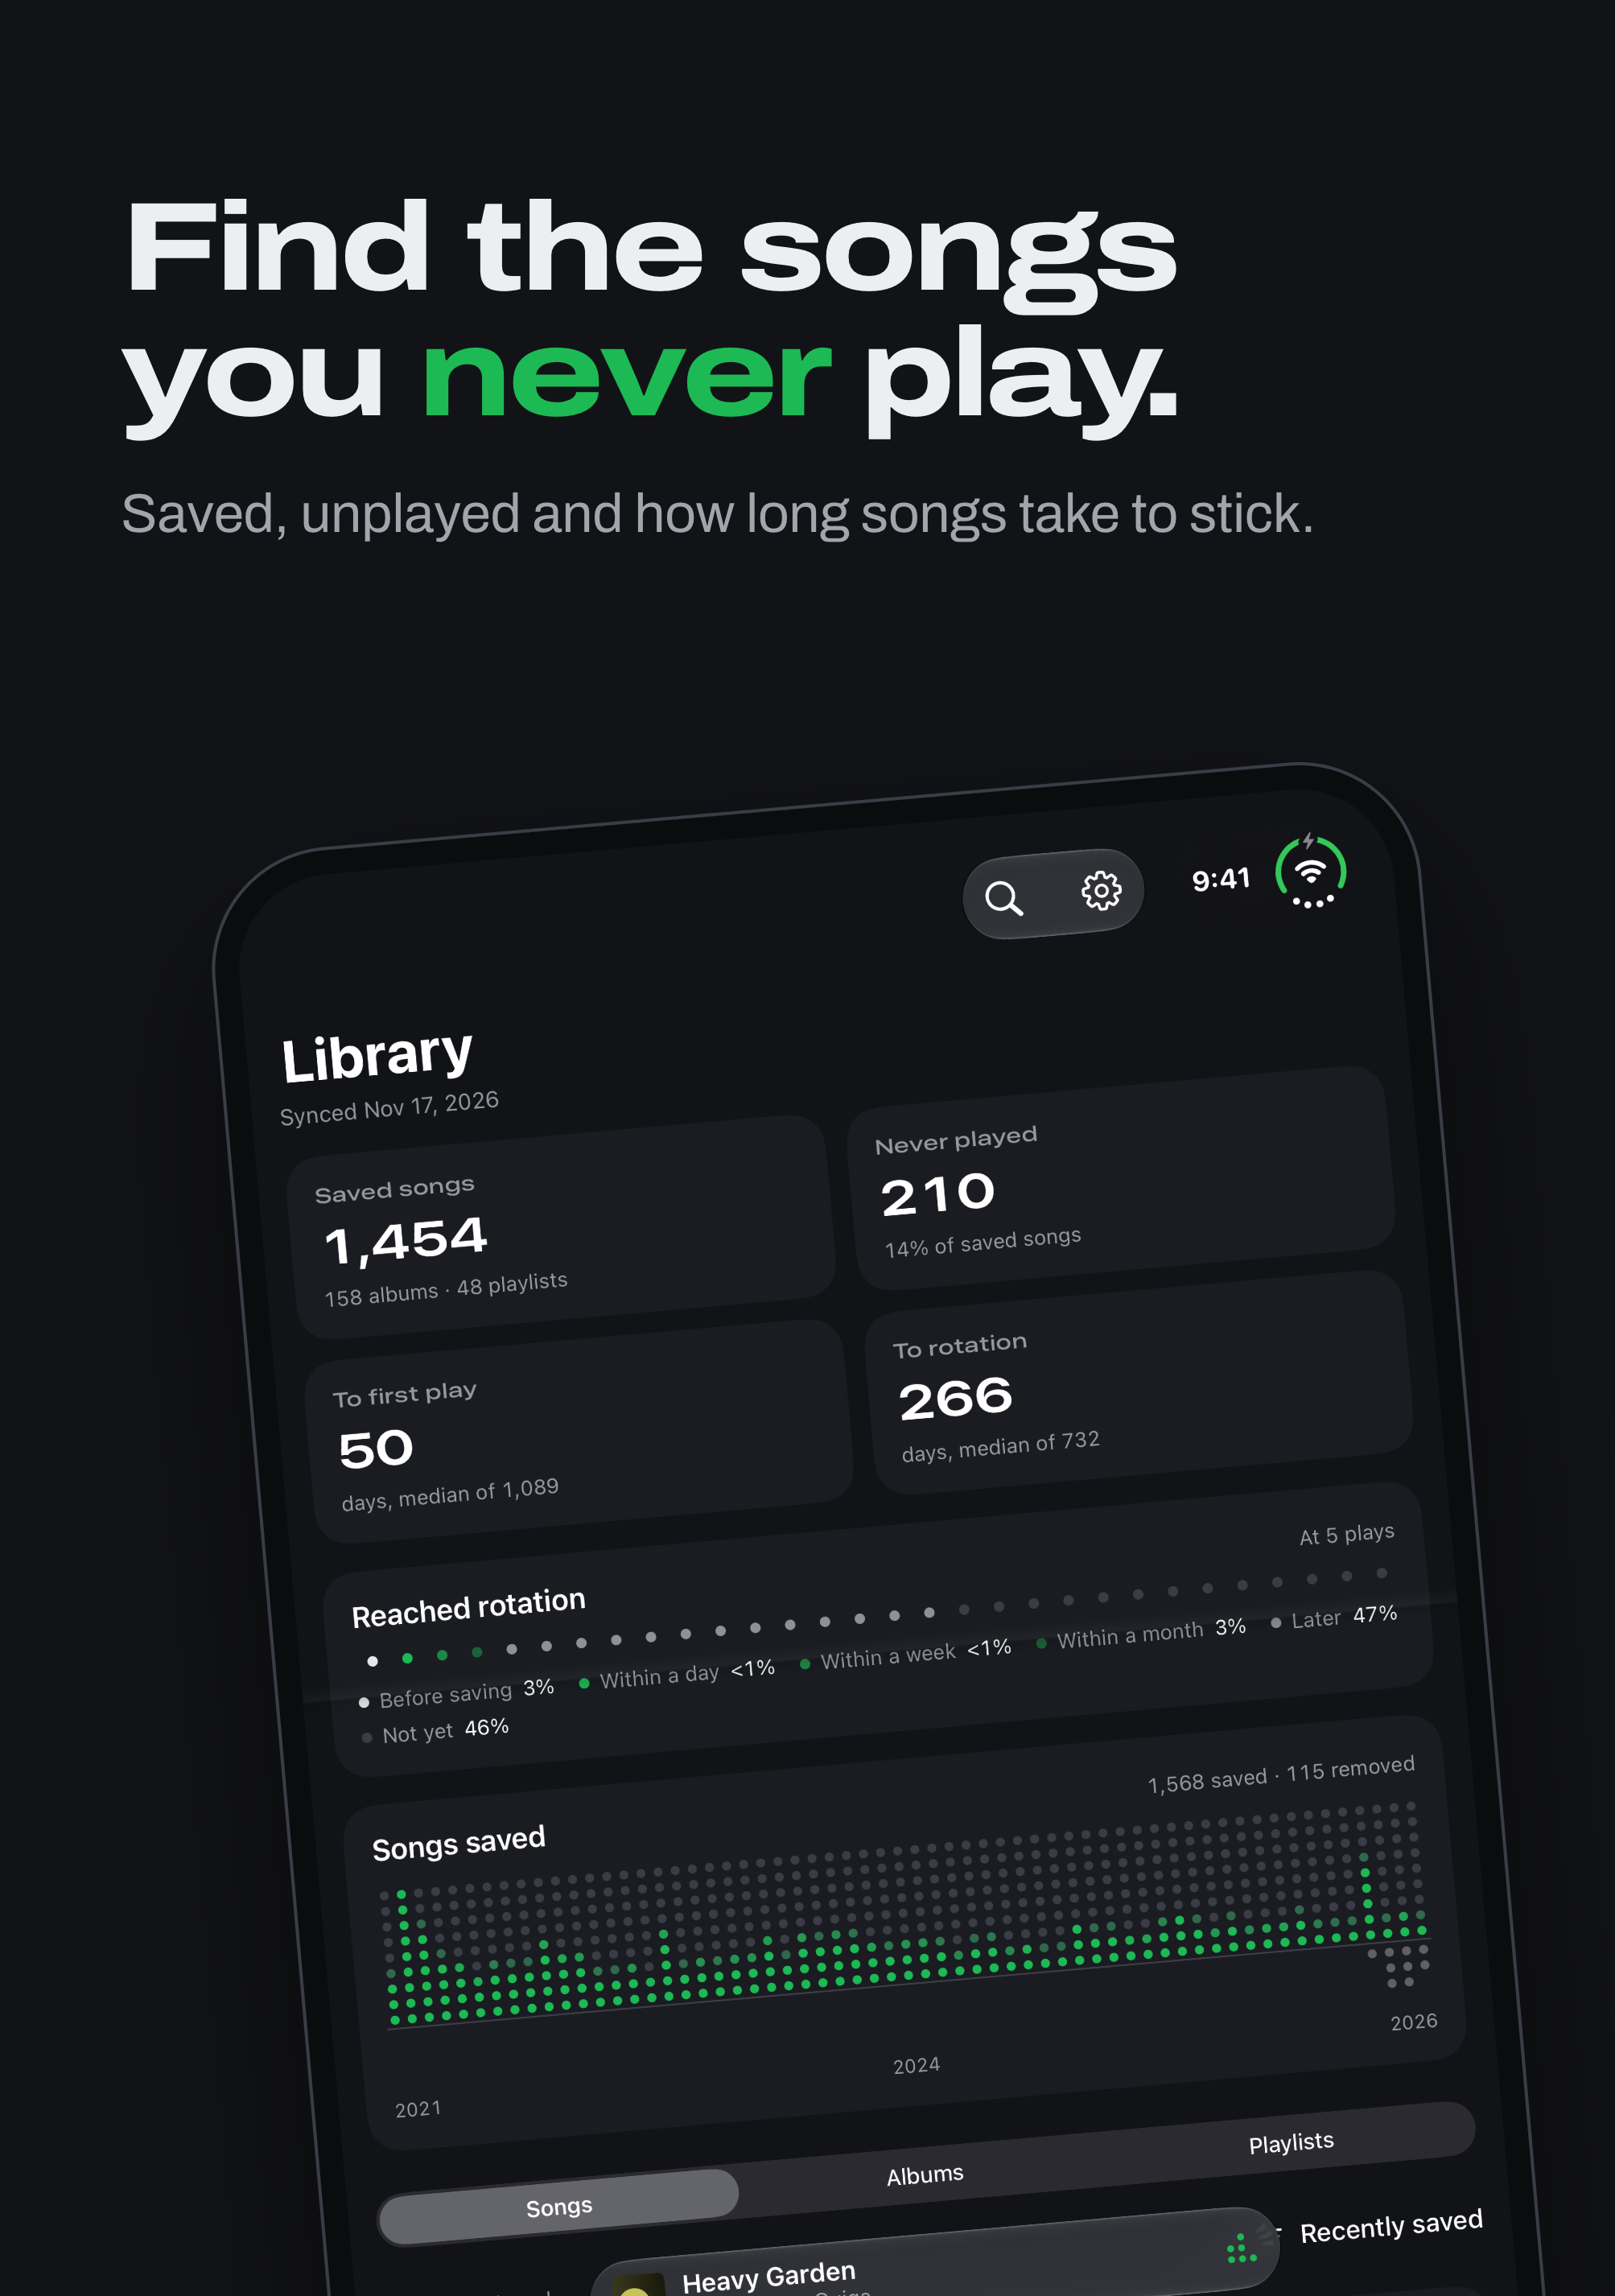 Find the songs
you never play.
Saved, unplayed and how long songs take to stick.
9:41
Library
Synced Nov 17, 2026
Saved songs
1,454
158 albums · 48 playlists
Never played
210
14% of saved songs
To first play
50
days, median of 1,089
To rotation
266
days, median of 732
Reached rotation
At 5 plays
Before saving 3%
Within a day <1%
Within a week <1%
Within a month 3%
Later 47%
Not yet 46%
Songs saved
1,568 saved · 115 removed
2021
2024
2026
Songs
Albums
Playlists
Recently saved
Heavy Garden